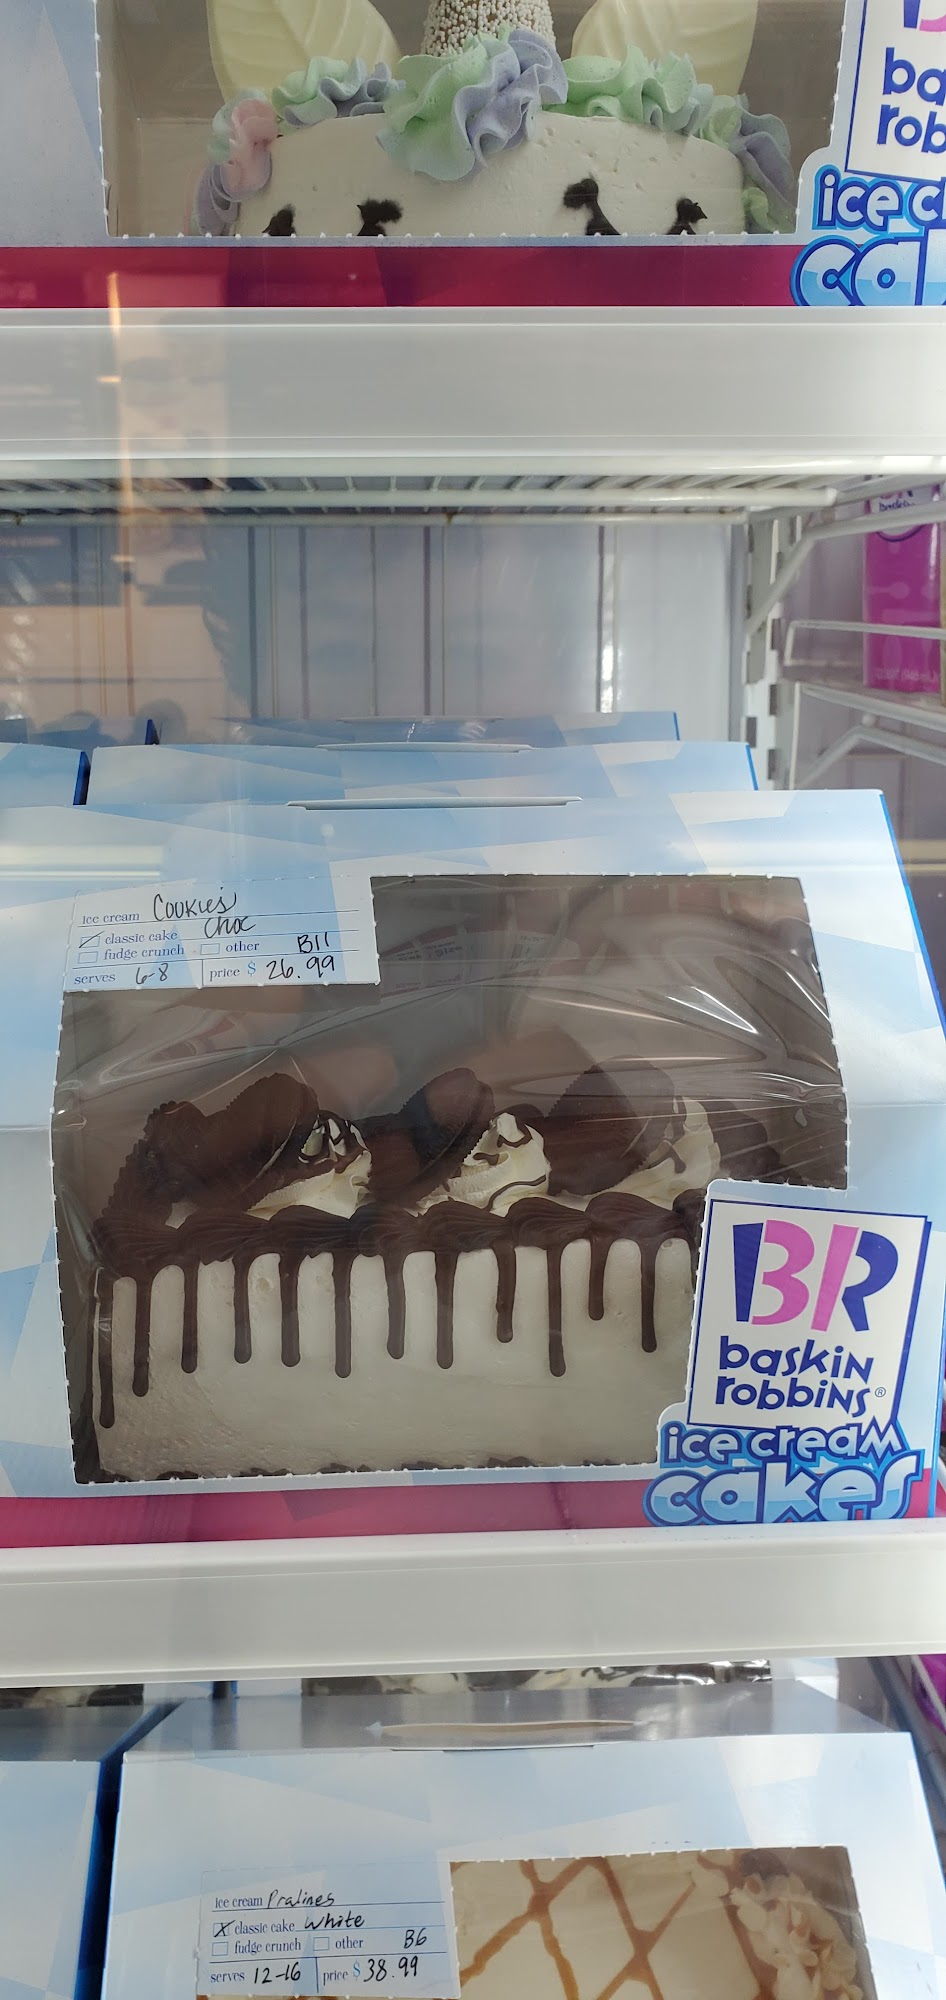 ba
rob
ice c
ca
ice cream Cookies
classic cake Choc
fudge crunch other B11
serves 6-8 price $ 26.99
BR
baskin
robbins®
ice cream
cakes
ice cream Pralines
classic cake White
fudge crunch other B6
serves 12-16 price $ 38.99